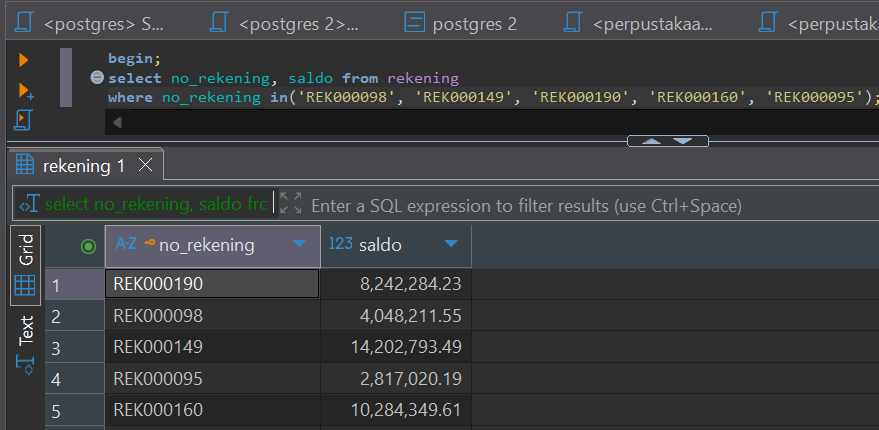 <postgres> S... <postgres 2>... postgres 2 <perpustakaa... <perpustak
begin;
select no_rekening, saldo from rekening
where no_rekening in('REK000098', 'REK000149', 'REK000190', 'REK000160', 'REK000095');
rekening 1
select no_rekening, saldo frc Enter a SQL expression to filter results (use Ctrl+Space)
Grid
Text
A-Z no_rekening 123 saldo
1 REK000190 8,242,284.23
2 REK000098 4,048,211.55
3 REK000149 14,202,793.49
4 REK000095 2,817,020.19
5 REK000160 10,284,349.61